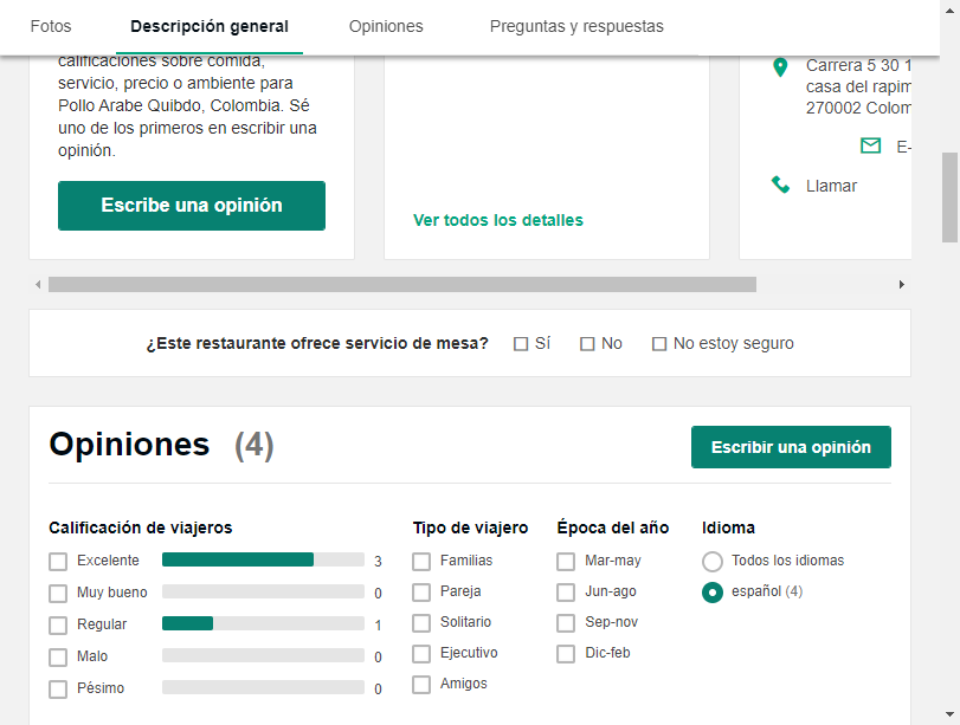 Fotos
Descripción general
Opiniones
Preguntas y respuestas
calificaciones sobre comida,
servicio, precio o ambiente para
Pollo Arabe Quibdo, Colombia. Sé
uno de los primeros en escribir una
opinión.
Escribe una opinión
Ver todos los detalles
Carrera 5 30 1
casa del rapim
270002 Colom
E-
Llamar
¿Este restaurante ofrece servicio de mesa? Sí No No estoy seguro
Opiniones (4)
Escribir una opinión
Calificación de viajeros
Excelente 3
Muy bueno 0
Regular 1
Malo 0
Pésimo 0
Tipo de viajero
Familias
Pareja
Solitario
Ejecutivo
Amigos
Época del año
Mar-may
Jun-ago
Sep-nov
Dic-feb
Idioma
Todos los idiomas
español (4)